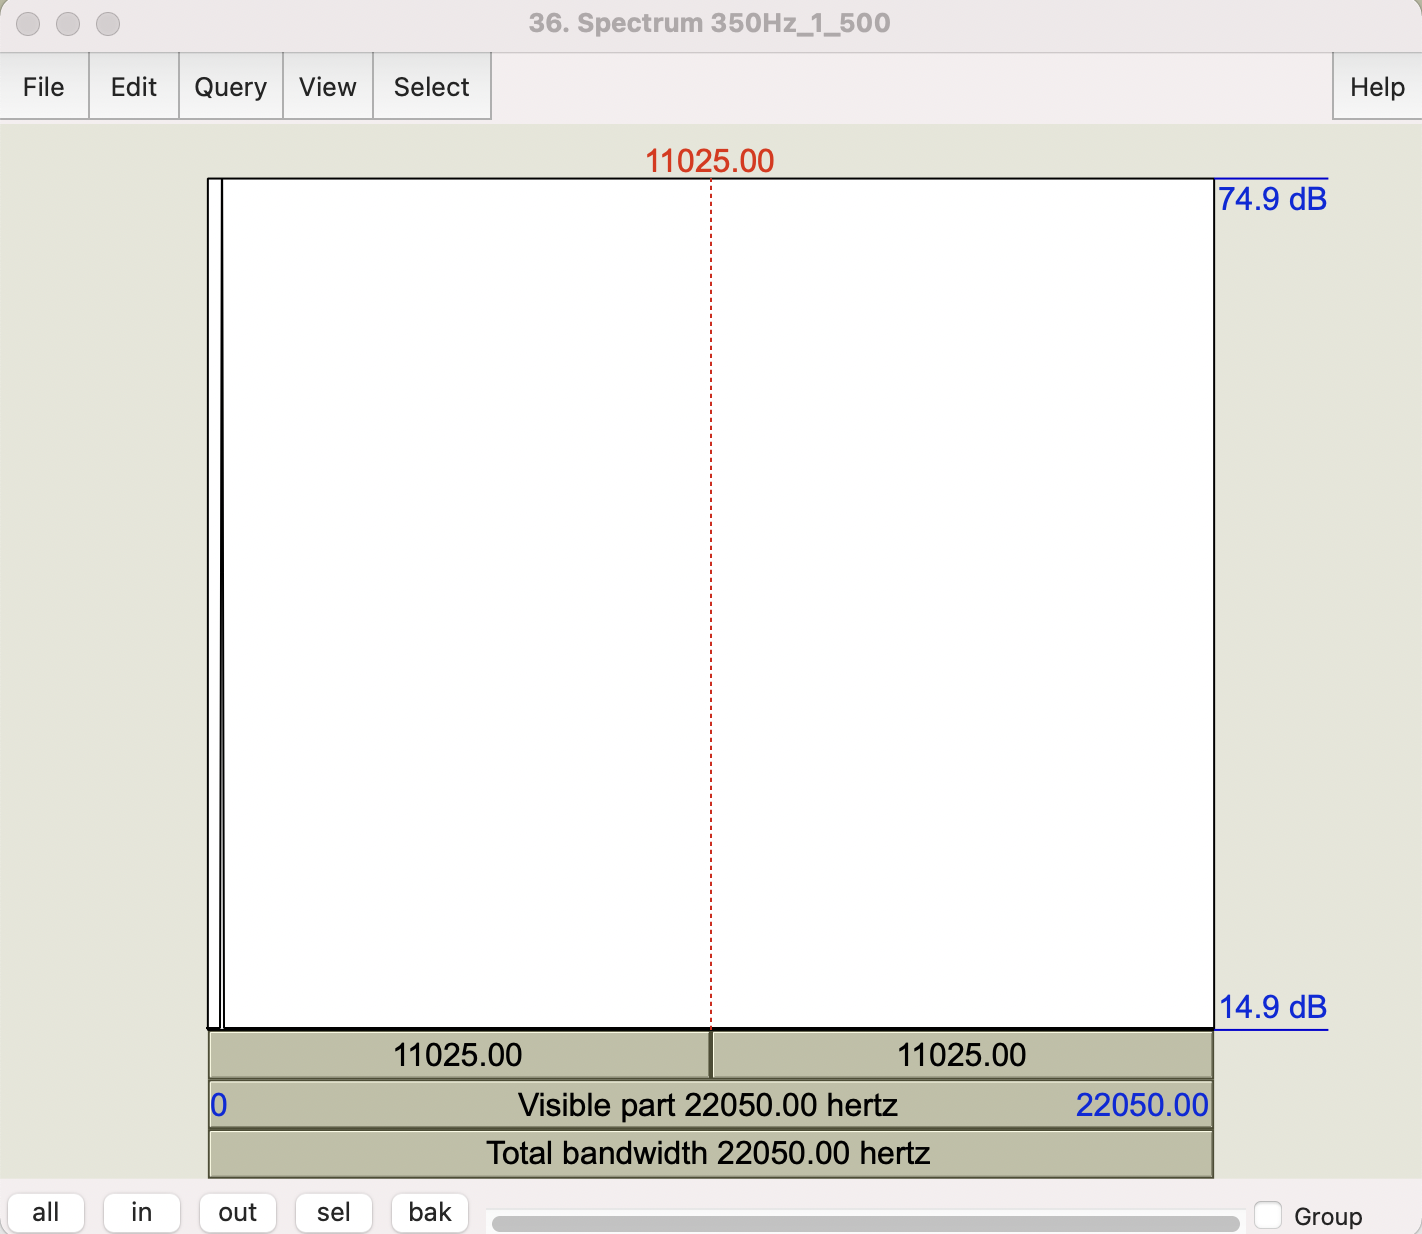 36. Spectrum 350Hz_1_500
File Edit Query View Select Help
11025.00
74.9 dB
14.9 dB
11025.00 11025.00
0 Visible part 22050.00 hertz 22050.00
Total bandwidth 22050.00 hertz
all in out sel bak Group